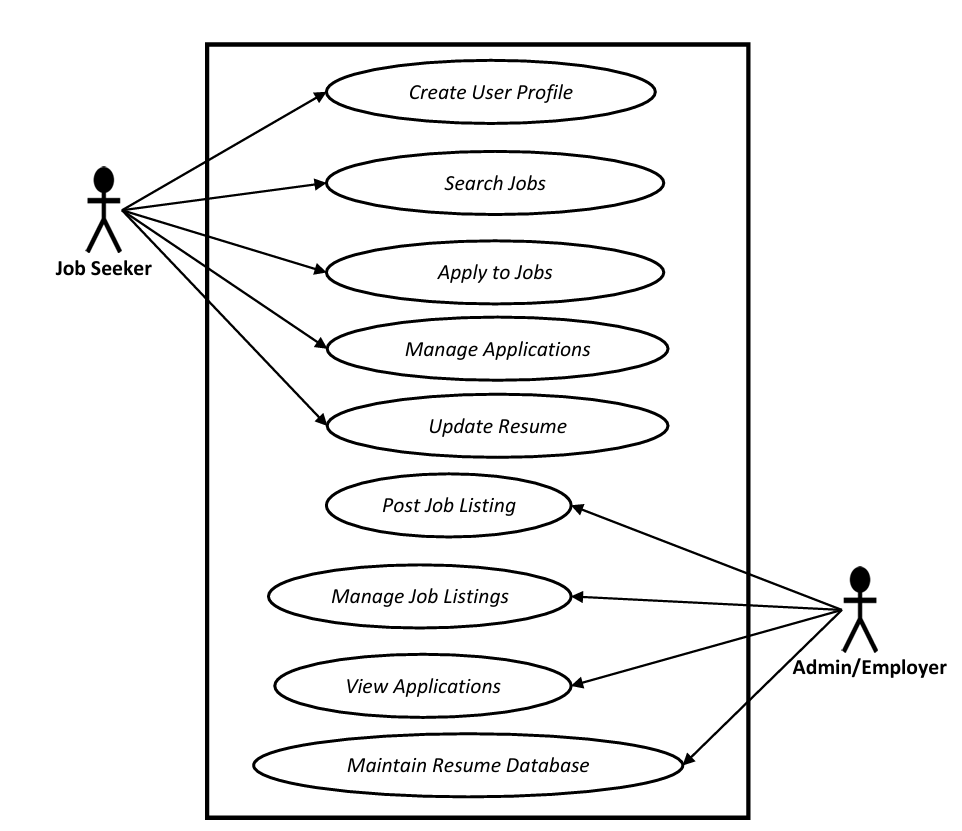 Create User Profile
Search Jobs
Job Seeker
Apply to Jobs
Manage Applications
Update Resume
Post Job Listing
Manage Job Listings
Admin/Employer
View Applications
Maintain Resume Database